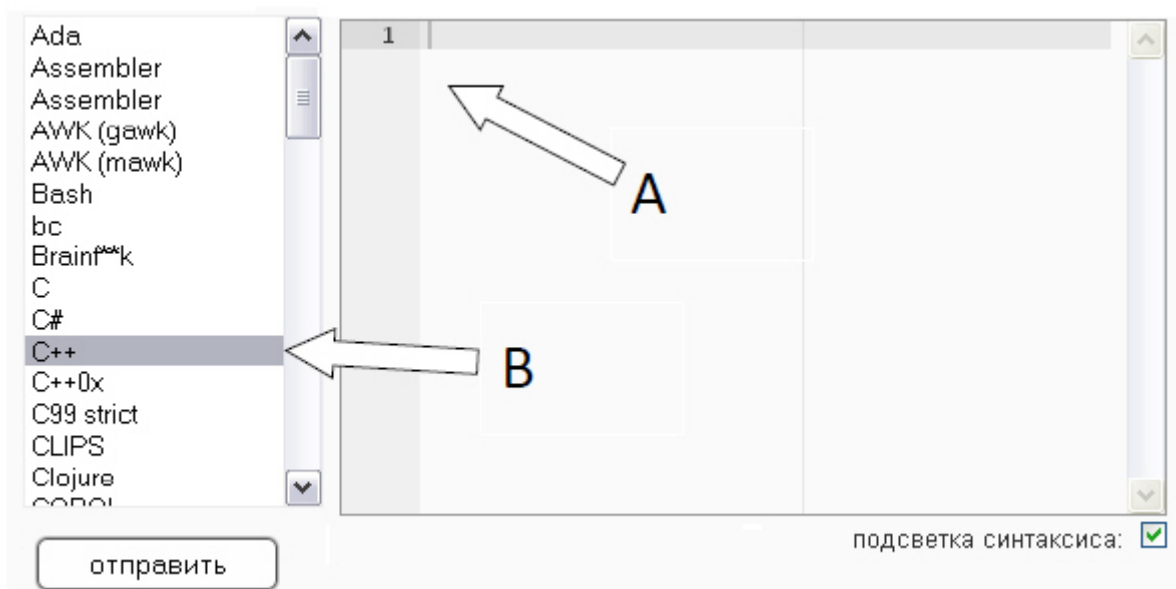 Ada
Assembler
Assembler
AWK (gawk)
AWK (mawk)
Bash
bc
Brainf**k
C
C#
C++
C++0x
C99 strict
CLIPS
Clojure
отправить
1
A
B
подсветка синтаксиса: